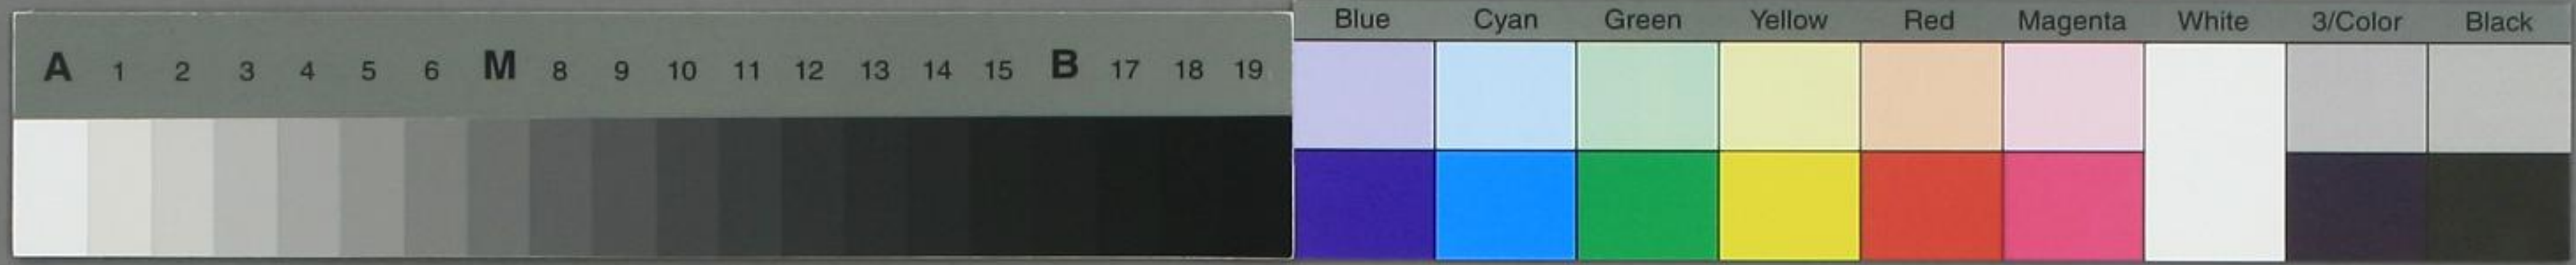 A 1 2 3 4 5 6 M 8 9 10 11 12 13 14 15 B 17 18 19
Blue Cyan Green Yellow Red Magenta White 3/Color Black